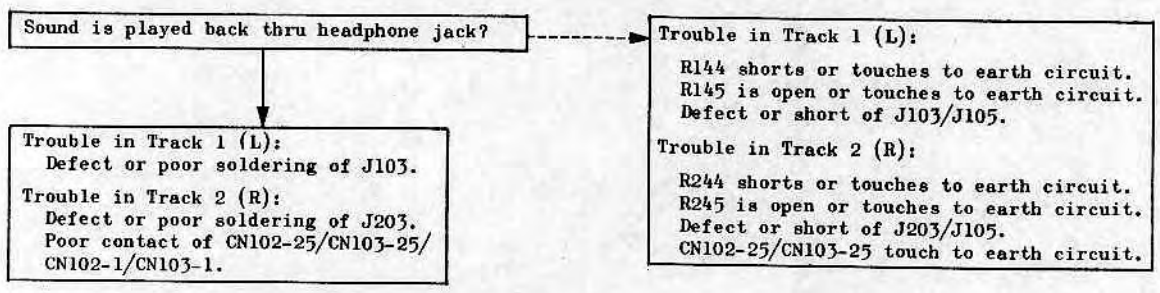 Sound is played back thru headphone jack?
Trouble in Track 1 (L):
Defect or poor soldering of J103.
Trouble in Track 2 (R):
Defect or poor soldering of J203.
Poor contact of CN102-25/CN103-25/
CN102-1/CN103-1.
Trouble in Track 1 (L):
R144 shorts or touches to earth circuit.
R145 is open or touches to earth circuit.
Defect or short of J103/J105.
Trouble in Track 2 (R):
R244 shorts or touches to earth circuit.
R245 is open or touches to earth circuit.
Defect or short of J203/J105.
CN102-25/CN103-25 touch to earth circuit.